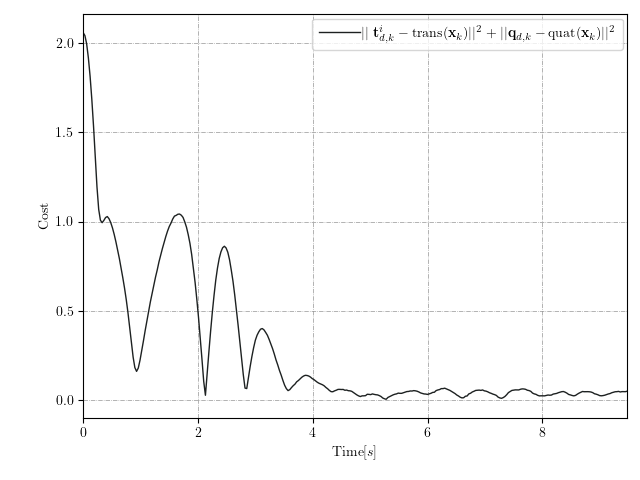 || t^i_{d,k} − trans(x_k)||² + ||q_{d,k} − quat(x_k)||²
2.0
1.5
1.0
0.5
0.0
Cost
0 2 4 6 8
Time[s]